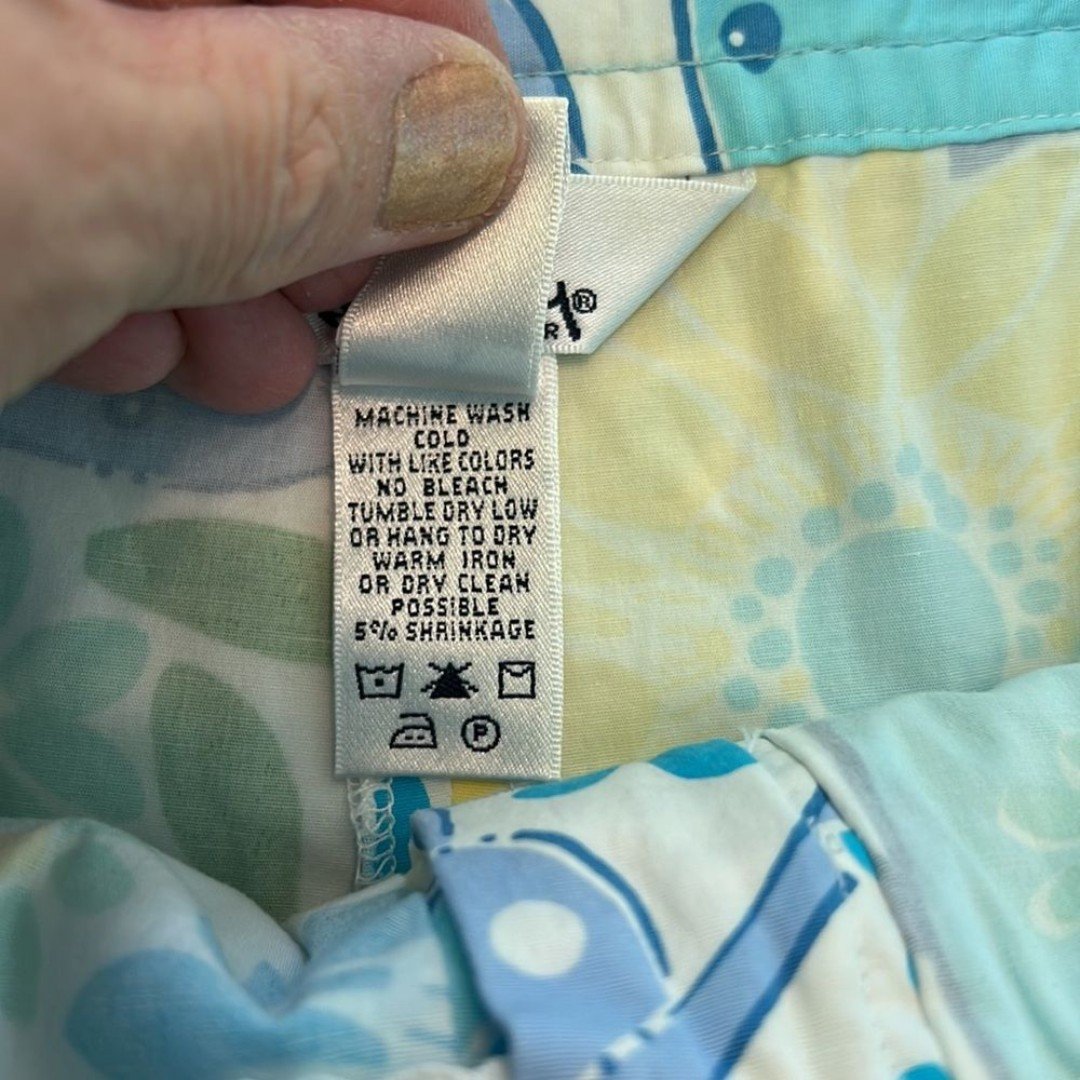 ®
R
MACHINE WASH
COLD
WITH LIKE COLORS
NO BLEACH
TUMBLE DRY LOW
OR HANG TO DRY
WARM IRON
OR DRY CLEAN
POSSIBLE
5% SHRINKAGE
P